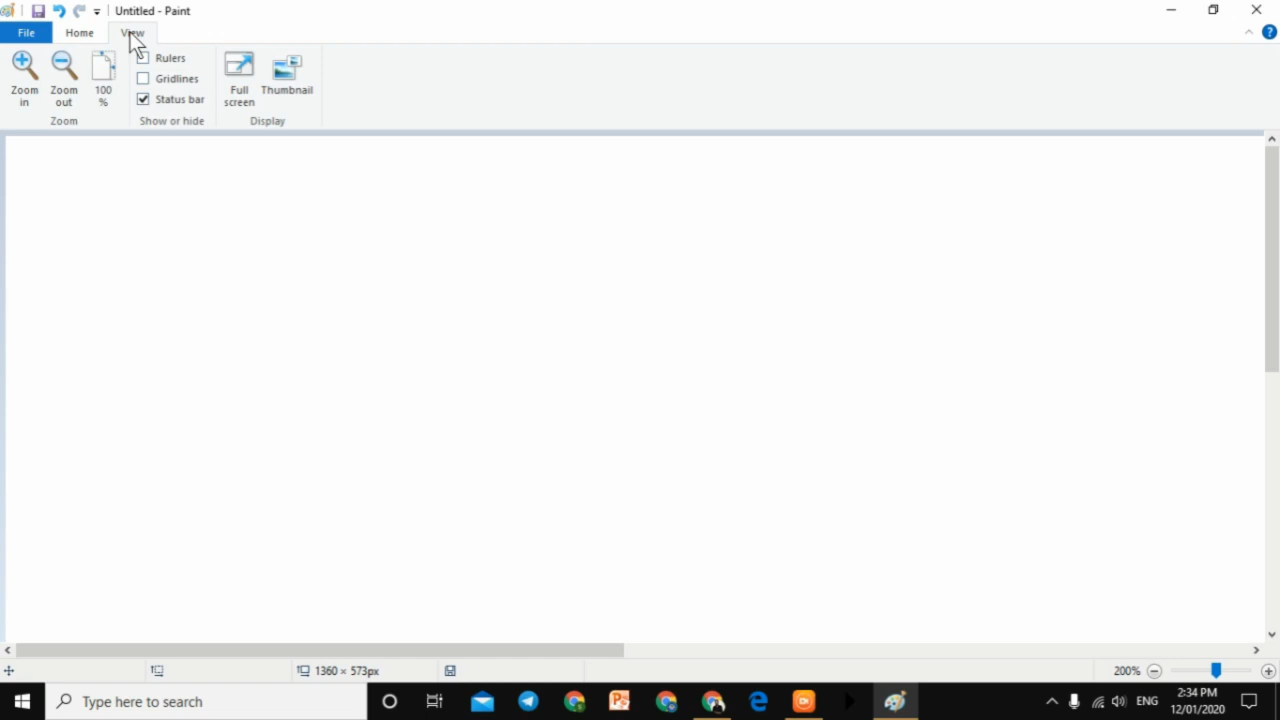 Untitled - Paint
File Home View
Zoom in
Zoom out
100 %
Rulers
Gridlines
Status bar
Full screen
Thumbnail
Zoom
Show or hide
Display
1360 × 573px
200%
Type here to search
ENG
2:34 PM
12/01/2020